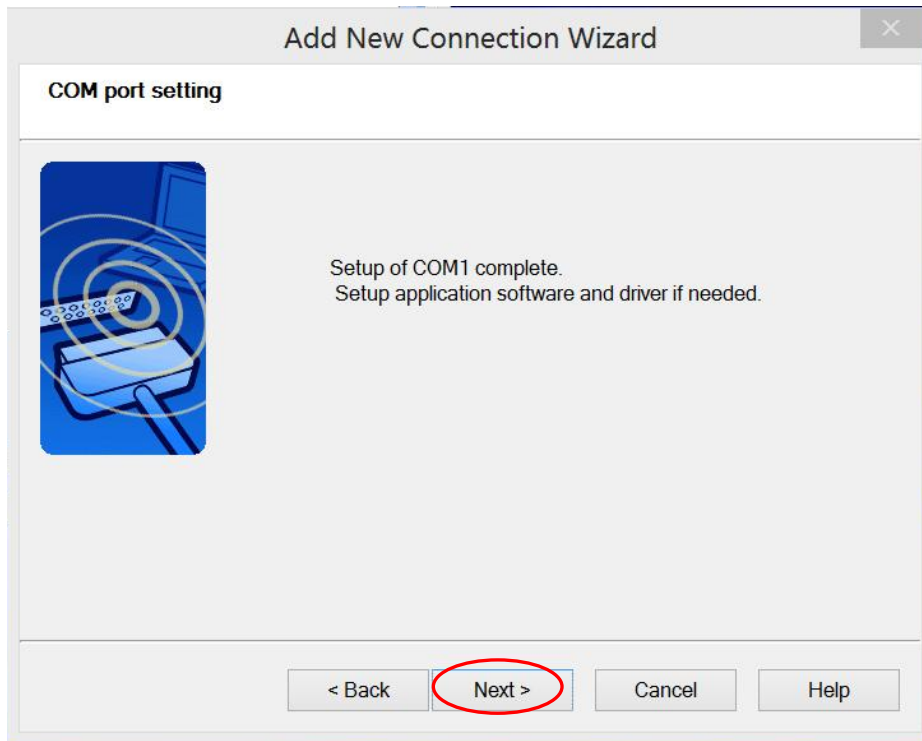 Add New Connection Wizard
COM port setting
Setup of COM1 complete.
Setup application software and driver if needed.
< Back
Next >
Cancel
Help